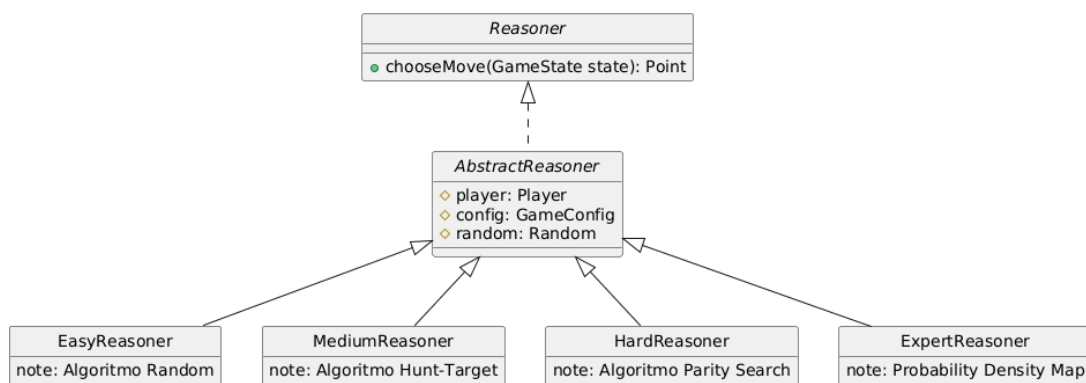 Reasoner
chooseMove(GameState state): Point
AbstractReasoner
player: Player
config: GameConfig
random: Random
EasyReasoner
note: Algoritmo Random
MediumReasoner
note: Algoritmo Hunt-Target
HardReasoner
note: Algoritmo Parity Search
ExpertReasoner
note: Probability Density Map